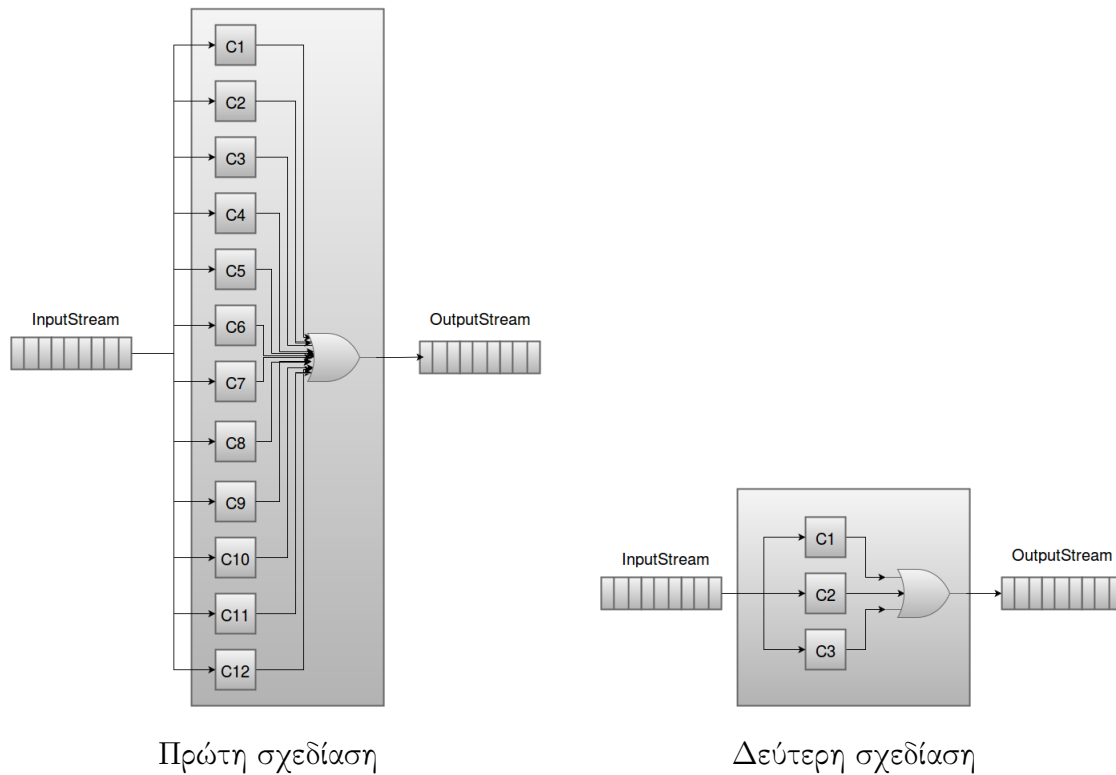 C1
C2
C3
C4
C5
InputStream
C6
OutputStream
C7
C8
C9
C10
C11
C12
Πρώτη σχεδίαση
C1
InputStream
OutputStream
C2
C3
Δεύτερη σχεδίαση